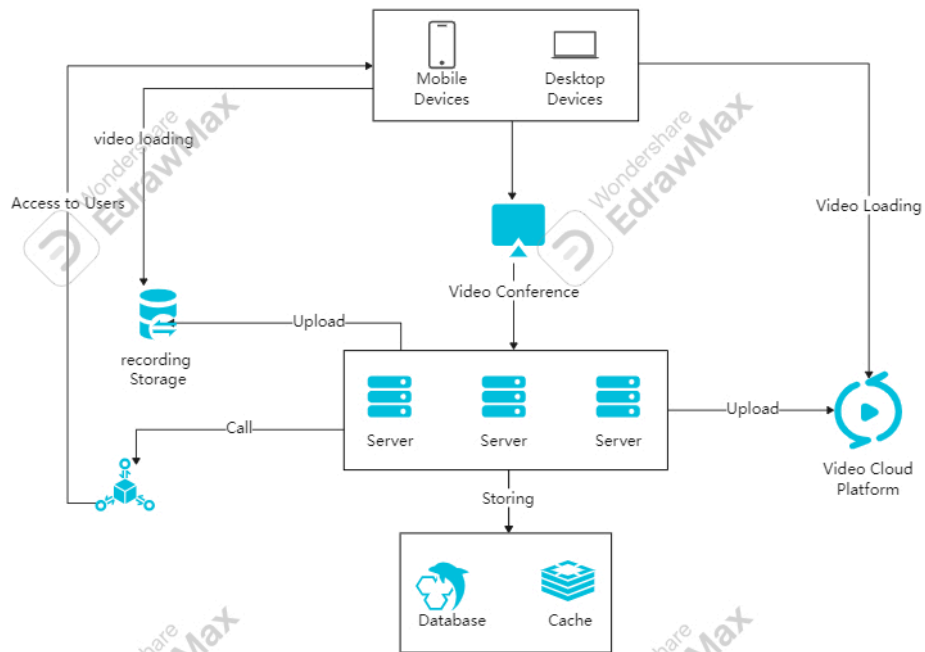 Mobile
Devices
Desktop
Devices
video loading
Wondershare
EdrawMax
Wondershare
EdrawMax
Access to Users
Video Loading
Video Conference
Upload
recording
Storage
Server
Server
Server
Upload
Call
Video Cloud
Platform
Storing
Database
Cache